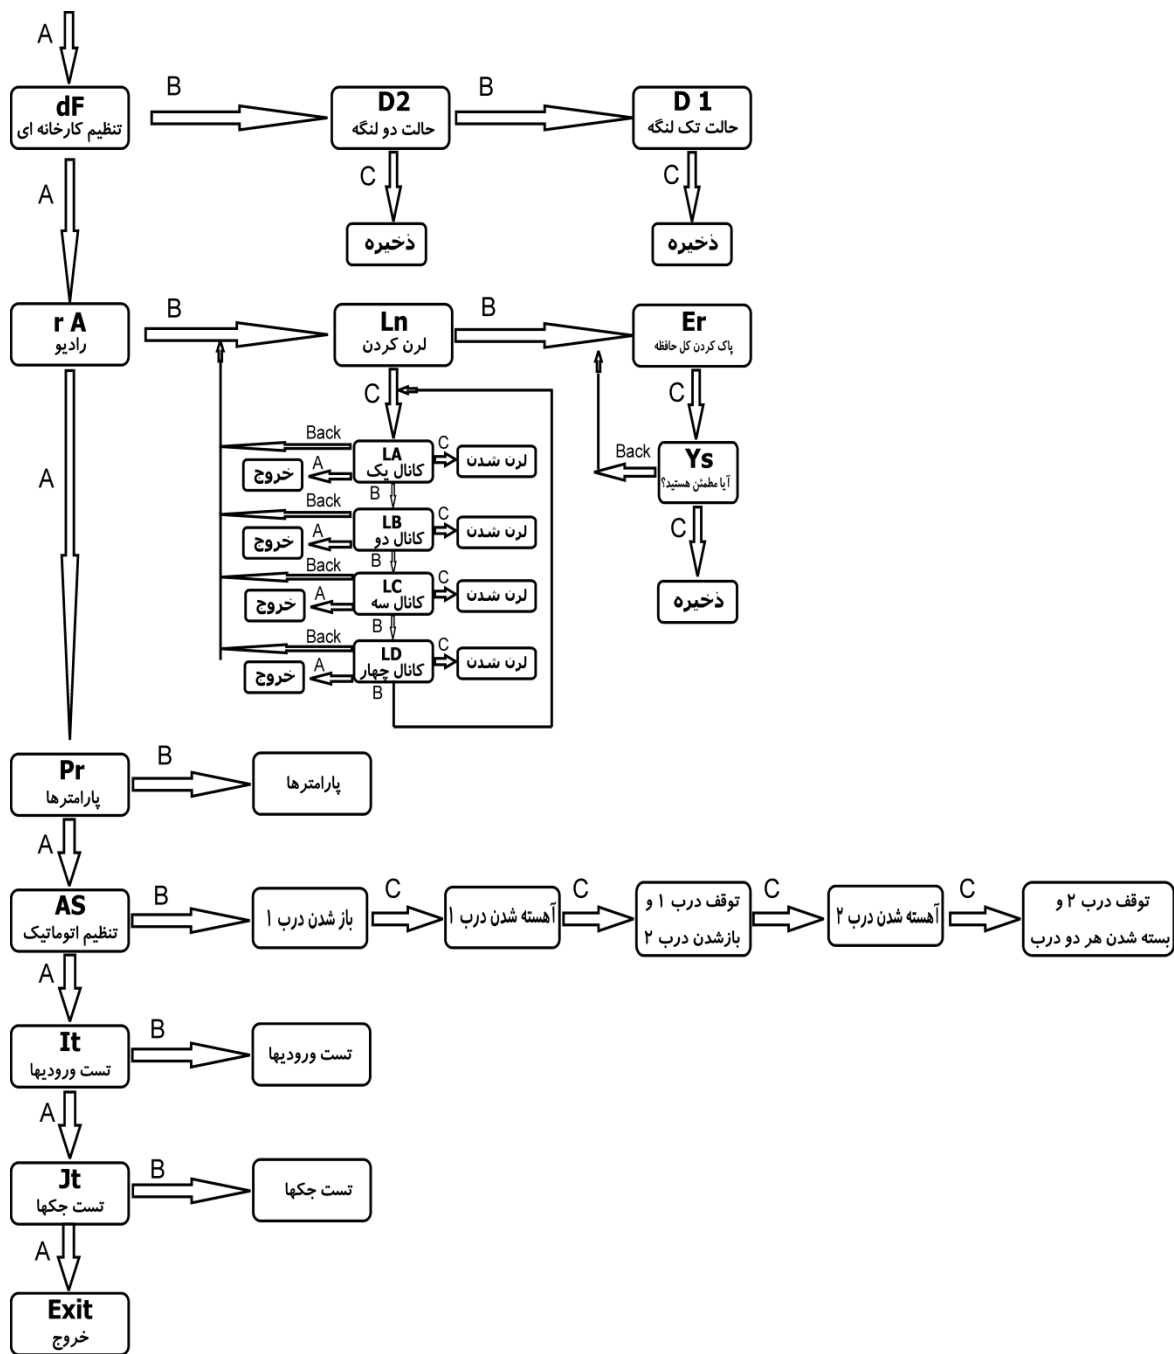 A
dF
تنظیم کارخانه ای
B
D2
حالت دو لنگه
B
D 1
حالت تک لنگه
A
C
ذخیره
C
ذخیره
r A
رادیو
B
Ln
لرن کردن
B
Er
پاک کردن کل حافظه
A
C
Back
LA
کانال یک
C
لرن شدن
A
خروج
B
Back
LB
کانال دو
C
لرن شدن
A
خروج
B
Back
LC
کانال سه
C
لرن شدن
A
خروج
B
Back
LD
کانال چهار
C
لرن شدن
A
خروج
B
C
Back
Ys
آیا مطمئن هستید؟
C
ذخیره
Pr
پارامترها
B
پارامترها
A
AS
تنظیم اتوماتیک
B
باز شدن درب ۱
C
آهسته شدن درب ۱
C
توقف درب ۱ و
بازشدن درب ۲
C
آهسته شدن درب ۲
C
توقف درب ۲ و
بسته شدن هر دو درب
A
It
تست ورودیها
B
تست ورودیها
A
Jt
تست جکها
B
تست جکها
A
Exit
خروج